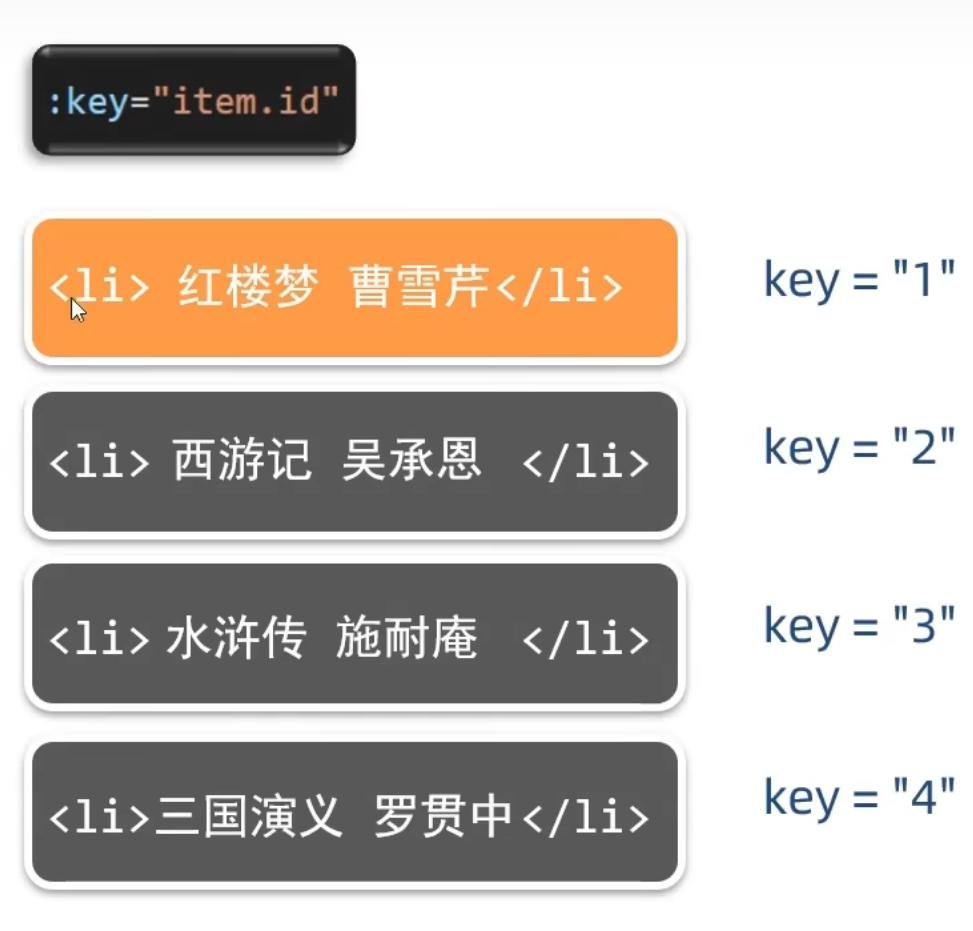 :key="item.id"
<li> 红楼梦 曹雪芹</li> key = "1"
<li> 西游记 吴承恩 </li> key = "2"
<li> 水浒传 施耐庵 </li> key = "3"
<li>三国演义 罗贯中</li> key = "4"